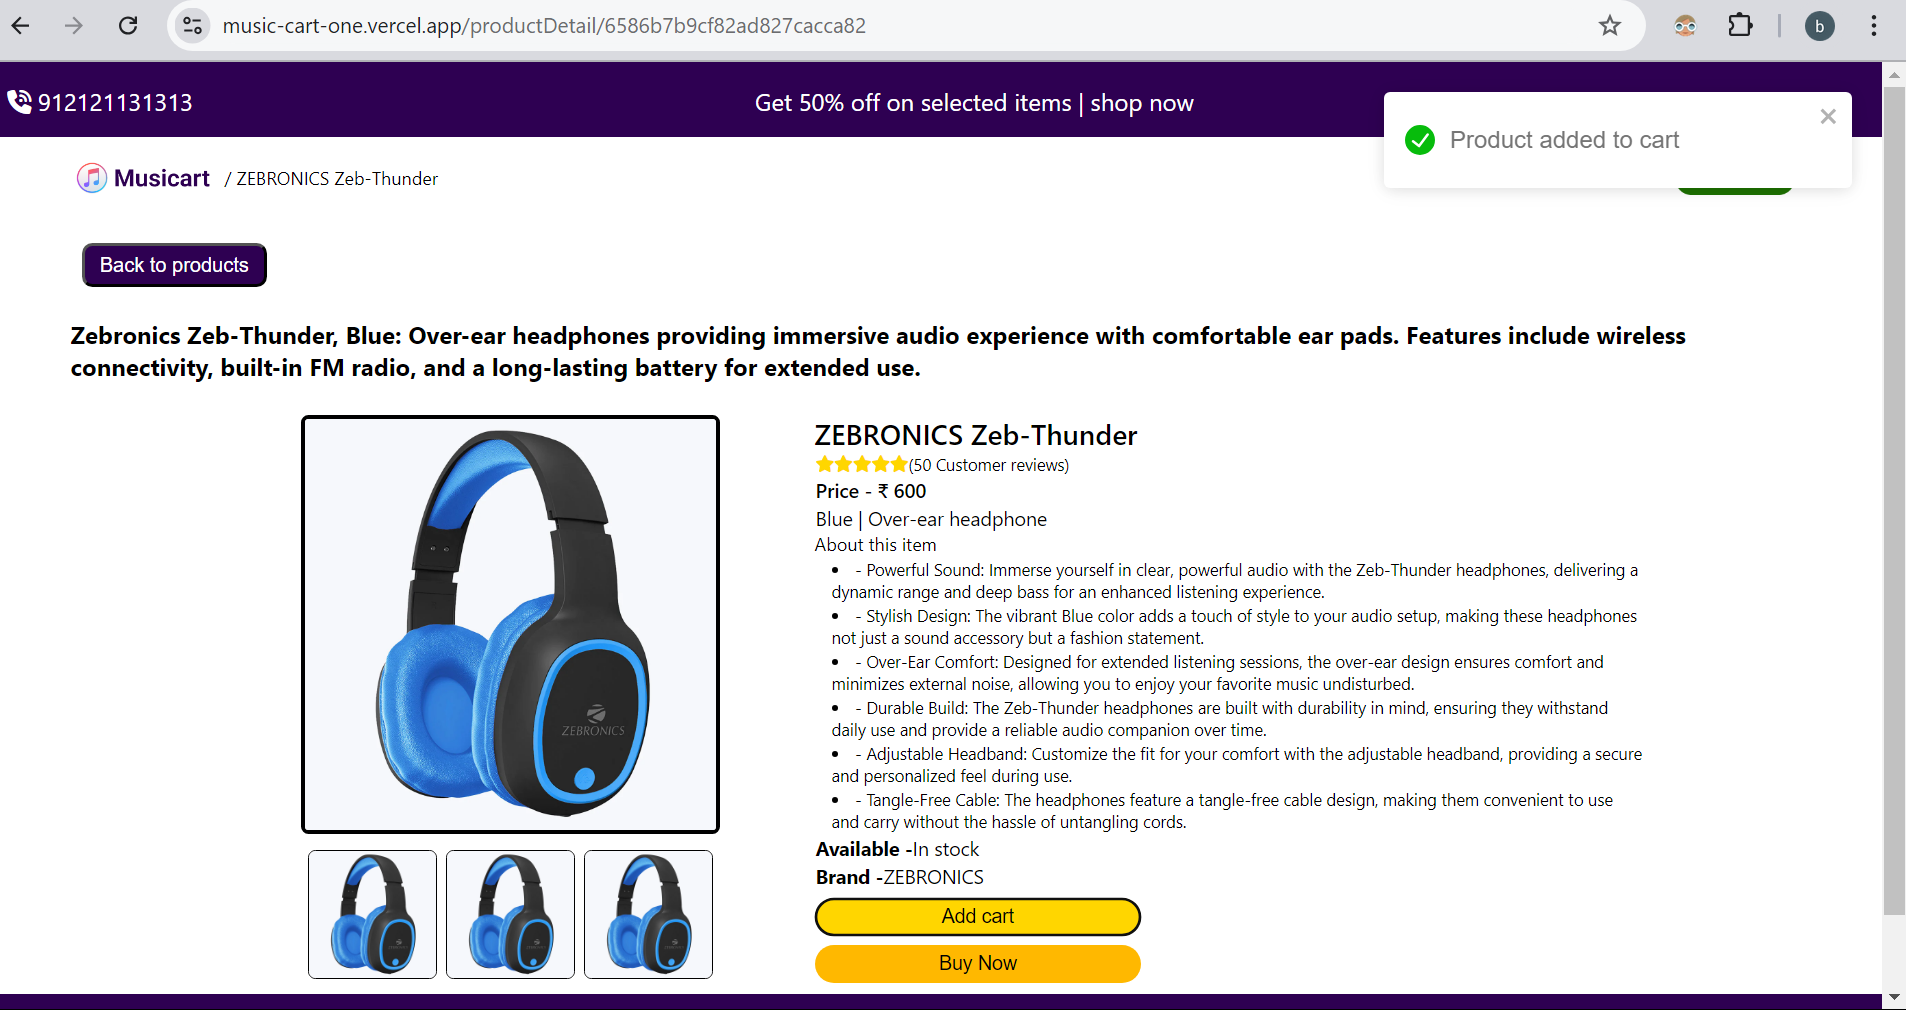 music-cart-one.vercel.app/productDetail/6586b7b9cf82ad827cacca82
b
912121131313
Get 50% off on selected items | shop now
Product added to cart
Musicart / ZEBRONICS Zeb-Thunder
Back to products
Zebronics Zeb-Thunder, Blue: Over-ear headphones providing immersive audio experience with comfortable ear pads. Features include wireless
connectivity, built-in FM radio, and a long-lasting battery for extended use.
ZEBRONICS
ZEBRONICS Zeb-Thunder
(50 Customer reviews)
Price - ₹ 600
Blue | Over-ear headphone
About this item
• - Powerful Sound: Immerse yourself in clear, powerful audio with the Zeb-Thunder headphones, delivering a
dynamic range and deep bass for an enhanced listening experience.
• - Stylish Design: The vibrant Blue color adds a touch of style to your audio setup, making these headphones
not just a sound accessory but a fashion statement.
• - Over-Ear Comfort: Designed for extended listening sessions, the over-ear design ensures comfort and
minimizes external noise, allowing you to enjoy your favorite music undisturbed.
• - Durable Build: The Zeb-Thunder headphones are built with durability in mind, ensuring they withstand
daily use and provide a reliable audio companion over time.
• - Adjustable Headband: Customize the fit for your comfort with the adjustable headband, providing a secure
and personalized feel during use.
• - Tangle-Free Cable: The headphones feature a tangle-free cable design, making them convenient to use
and carry without the hassle of untangling cords.
Available -In stock
Brand -ZEBRONICS
Add cart
Buy Now